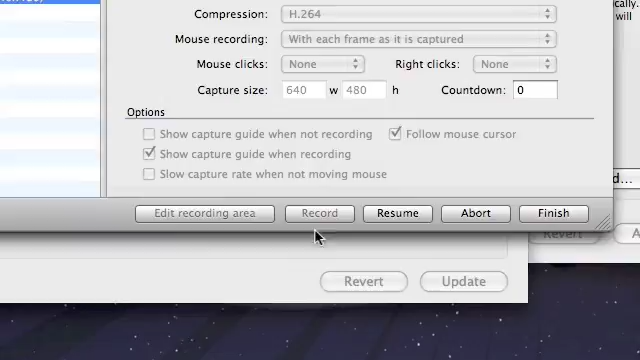 Compression: H.264
cally.
will
Mouse recording: With each frame as it is captured
Mouse clicks: None Right clicks: None
Capture size: 640 w 480 h Countdown: 0
Options
Show capture guide when not recording Follow mouse cursor
Show capture guide when recording
Slow capture rate when not moving mouse
d...
Edit recording area Record Resume Abort Finish
Revert A
Revert Update